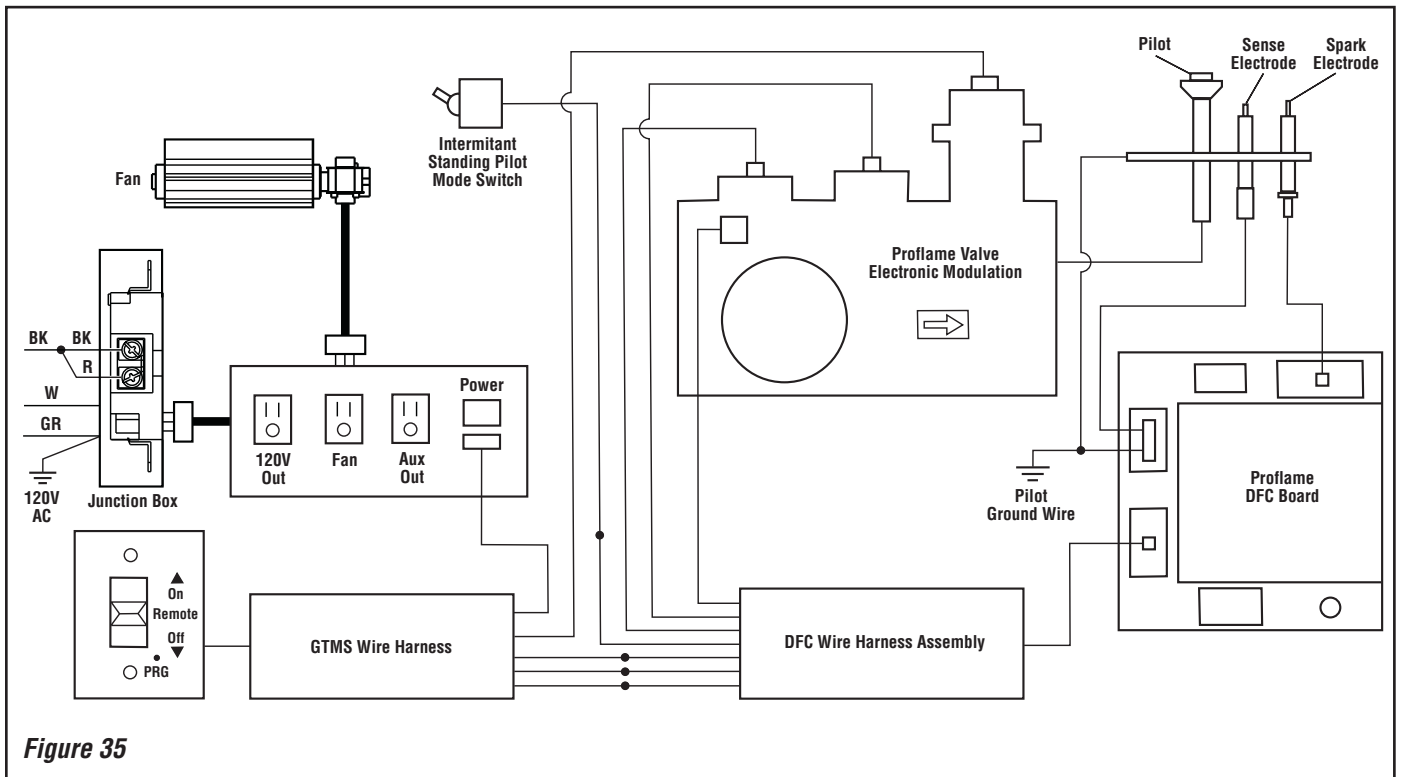 Pilot
Sense
Electrode
Spark
Electrode
Intermitant
Standing Pilot
Mode Switch
Fan
Proflame Valve
Electronic Modulation
BK
BK
R
W
GR
120V
AC
Junction Box
120V
Out
Fan
Aux
Out
Power
Pilot
Ground Wire
Proflame
DFC Board
On
Remote
Off
PRG
GTMS Wire Harness
DFC Wire Harness Assembly
Figure 35